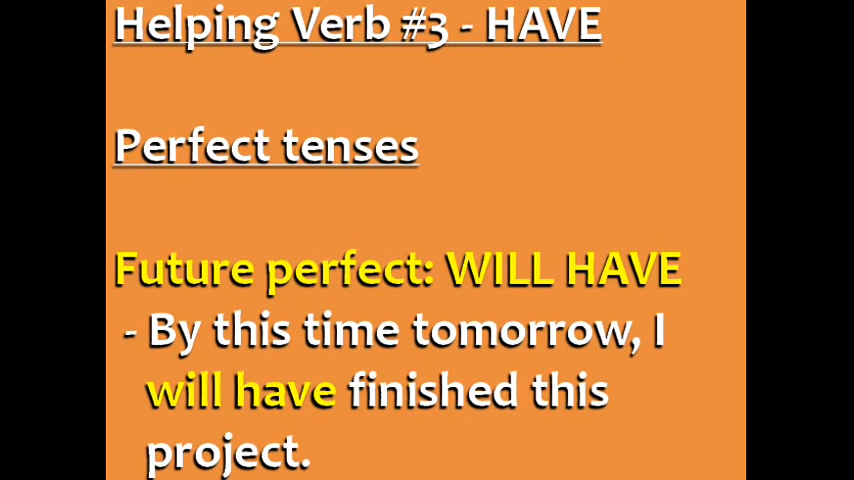 Helping Verb #3 - HAVE
Perfect tenses
Future perfect: WILL HAVE
- By this time tomorrow, I
will have finished this
project.